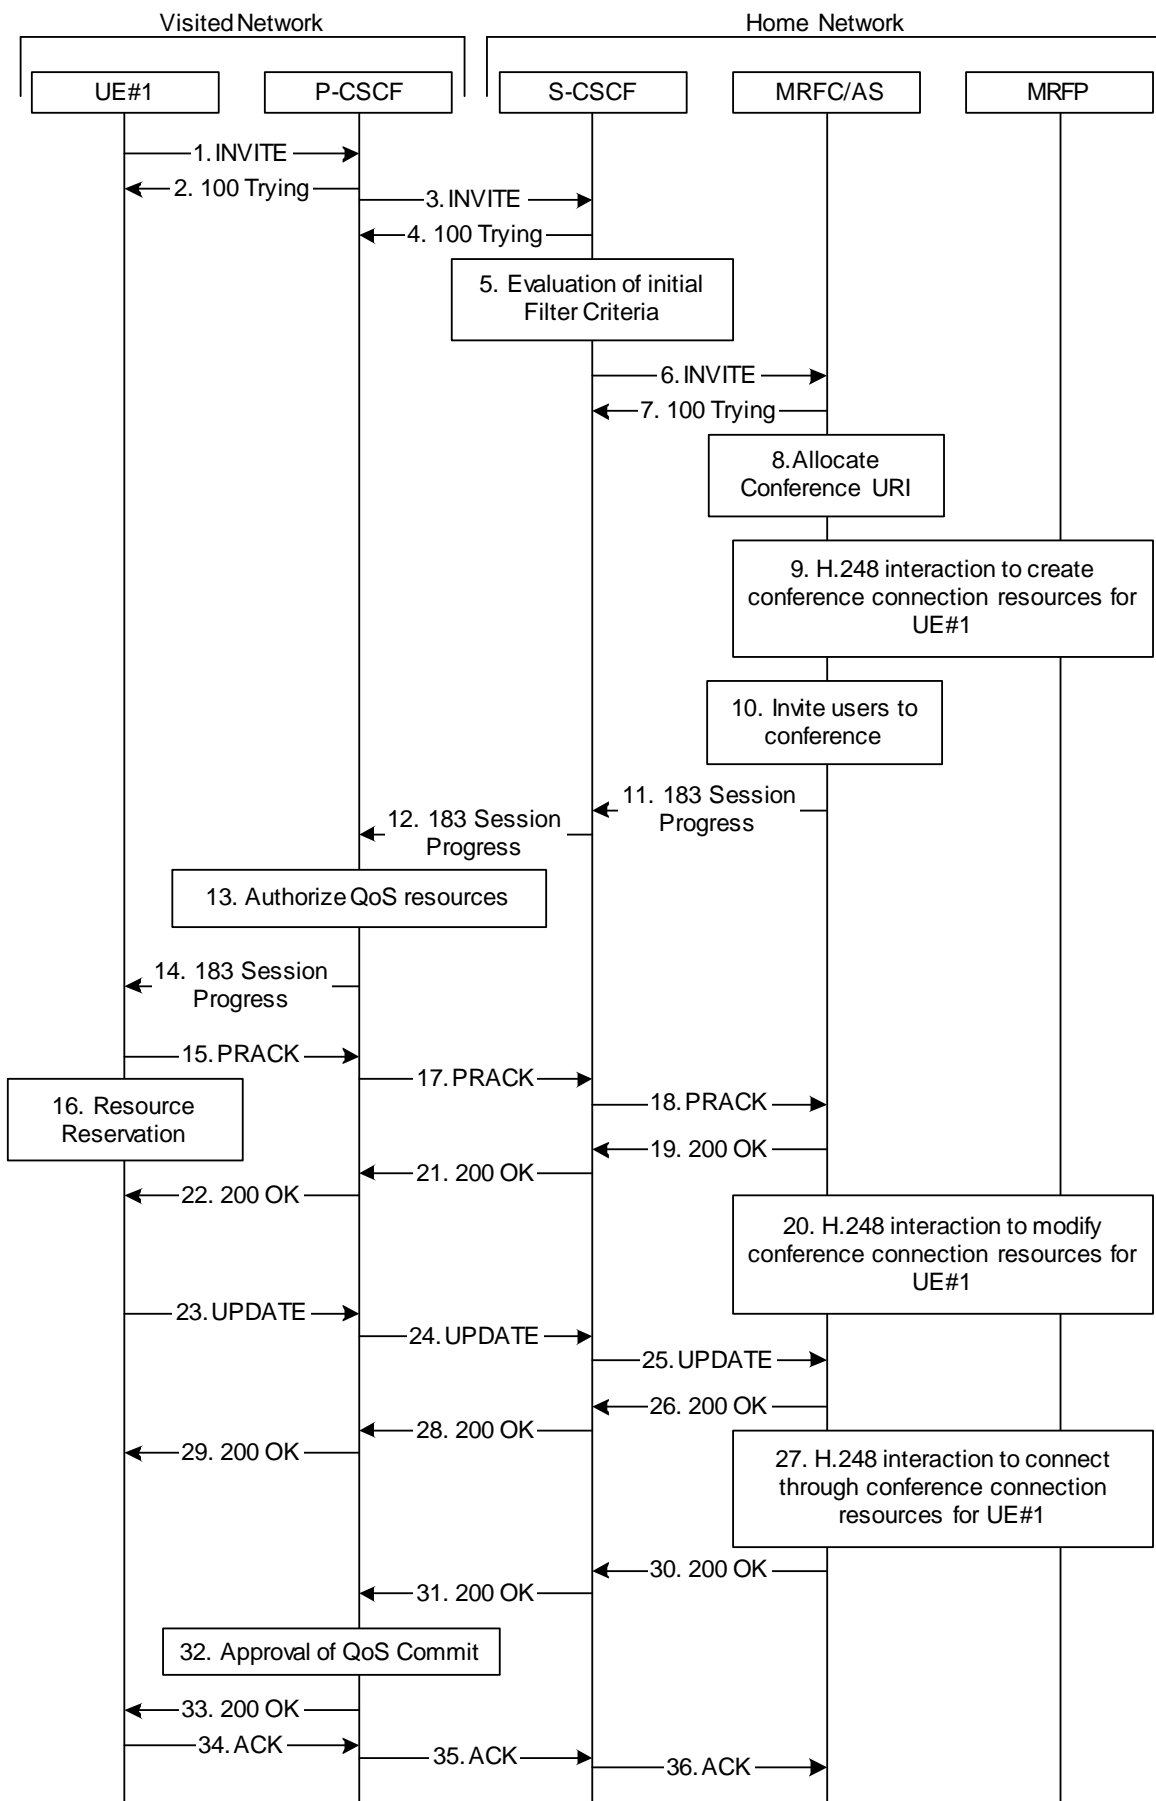 Visited Network
Home Network
UE#1
P-CSCF
S-CSCF
MRFC/AS
MRFP
1. INVITE
2. 100 Trying
3. INVITE
4. 100 Trying
5. Evaluation of initial
Filter Criteria
6. INVITE
7. 100 Trying
8. Allocate
Conference URI
9. H.248 interaction to create
conference connection resources for
UE#1
10. Invite users to
conference
11. 183 Session
Progress
12. 183 Session
Progress
13. Authorize QoS resources
14. 183 Session
Progress
15. PRACK
16. Resource
Reservation
17. PRACK
18. PRACK
19. 200 OK
21. 200 OK
22. 200 OK
20. H.248 interaction to modify
conference connection resources for
UE#1
23. UPDATE
24. UPDATE
25. UPDATE
26. 200 OK
28. 200 OK
29. 200 OK
27. H.248 interaction to connect
through conference connection
resources for UE#1
30. 200 OK
31. 200 OK
32. Approval of QoS Commit
33. 200 OK
34. ACK
35. ACK
36. ACK